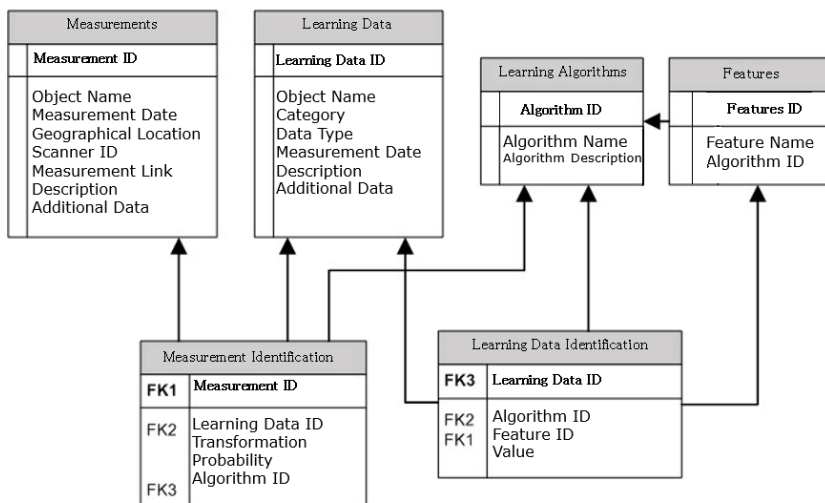 Measurements
Measurement ID
Object Name
Measurement Date
Geographical Location
Scanner ID
Measurement Link
Description
Additional Data
Learning Data
Learning Data ID
Object Name
Category
Data Type
Measurement Date
Description
Additional Data
Learning Algorithms
Algorithm ID
Algorithm Name
Algorithm Description
Features
Features ID
Feature Name
Algorithm ID
Measurement Identification
FK1 Measurement ID
FK2 Learning Data ID
Transformation
Probability
Algorithm ID
FK3
Learning Data Identification
FK3 Learning Data ID
FK2 Algorithm ID
FK1 Feature ID
Value